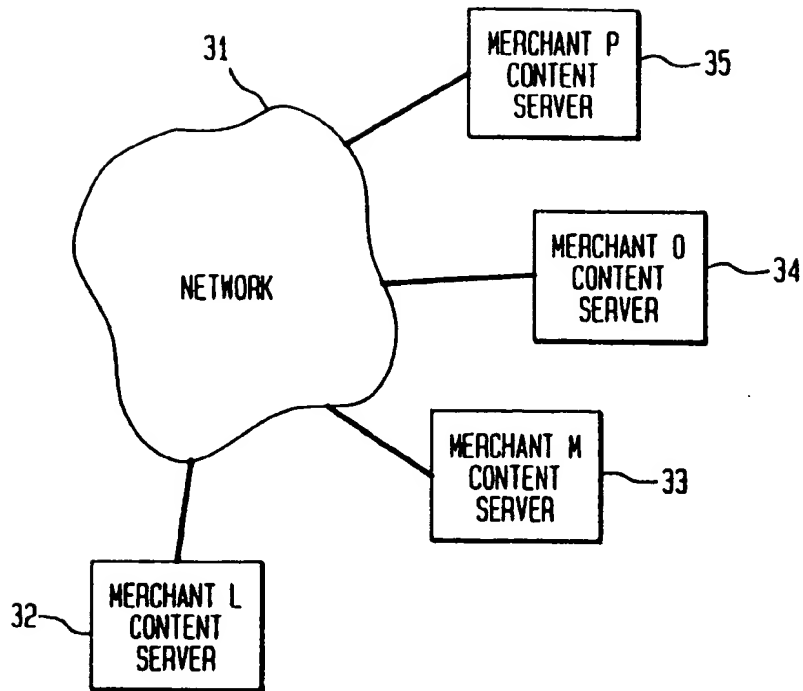 31
MERCHANT P
CONTENT
SERVER
35
NETWORK
MERCHANT O
CONTENT
SERVER
34
MERCHANT M
CONTENT
SERVER
33
32
MERCHANT L
CONTENT
SERVER